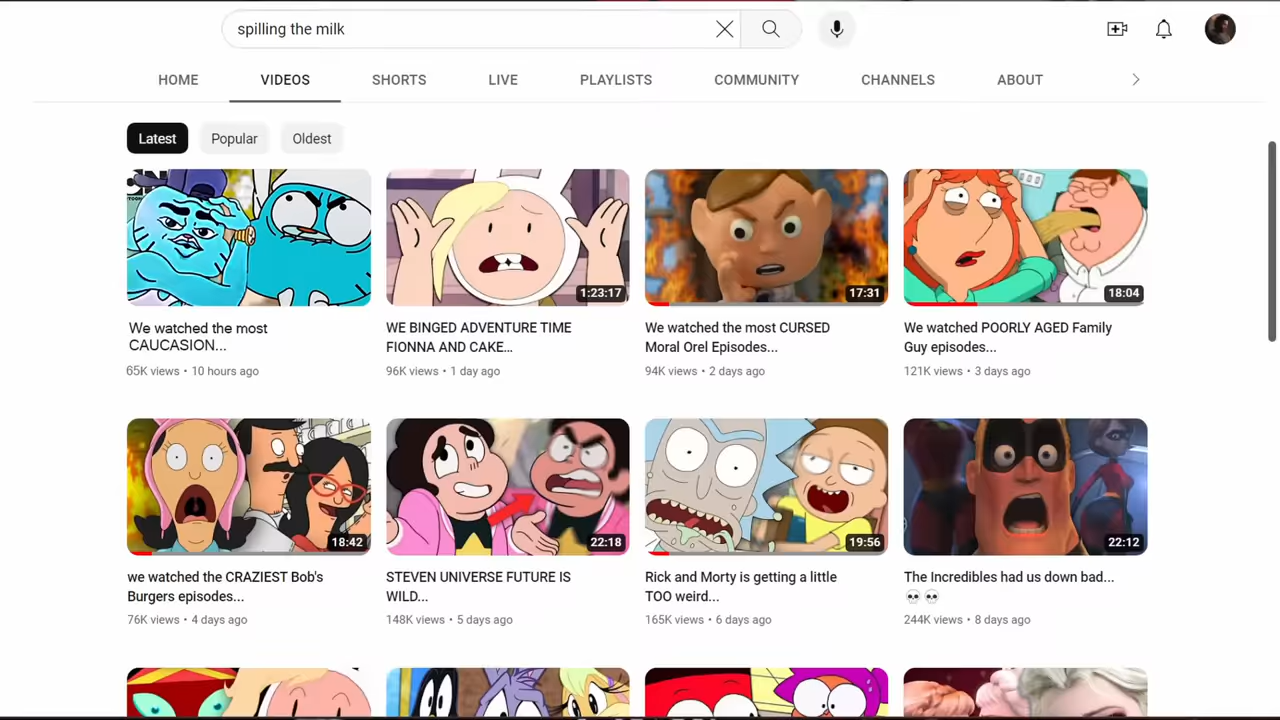 spilling the milk
HOME VIDEOS SHORTS LIVE PLAYLISTS COMMUNITY CHANNELS ABOUT
Latest Popular Oldest
1:23:17 17:31 18:04
We watched the most
CAUCASION...
65K views • 10 hours ago
WE BINGED ADVENTURE TIME
FIONNA AND CAKE...
96K views • 1 day ago
We watched the most CURSED
Moral Orel Episodes...
94K views • 2 days ago
We watched POORLY AGED Family
Guy episodes...
121K views • 3 days ago
18:42 22:18 19:56 22:12
we watched the CRAZIEST Bob's
Burgers episodes...
76K views • 4 days ago
STEVEN UNIVERSE FUTURE IS
WILD...
148K views • 5 days ago
Rick and Morty is getting a little
TOO weird...
165K views • 6 days ago
The Incredibles had us down bad...
💀💀
244K views • 8 days ago